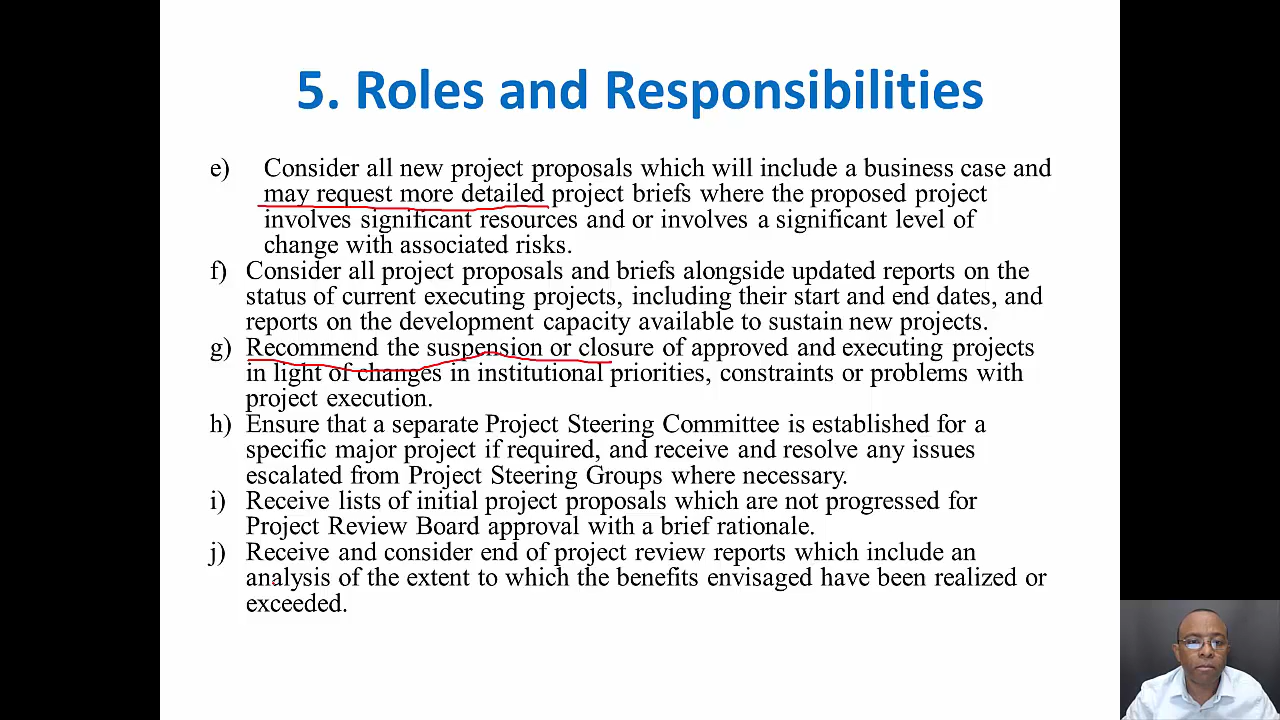 5. Roles and Responsibilities
e) Consider all new project proposals which will include a business case and
may request more detailed project briefs where the proposed project
involves significant resources and or involves a significant level of
change with associated risks.
f) Consider all project proposals and briefs alongside updated reports on the
status of current executing projects, including their start and end dates, and
reports on the development capacity available to sustain new projects.
g) Recommend the suspension or closure of approved and executing projects
in light of changes in institutional priorities, constraints or problems with
project execution.
h) Ensure that a separate Project Steering Committee is established for a
specific major project if required, and receive and resolve any issues
escalated from Project Steering Groups where necessary.
i) Receive lists of initial project proposals which are not progressed for
Project Review Board approval with a brief rationale.
j) Receive and consider end of project review reports which include an
analysis of the extent to which the benefits envisaged have been realized or
exceeded.